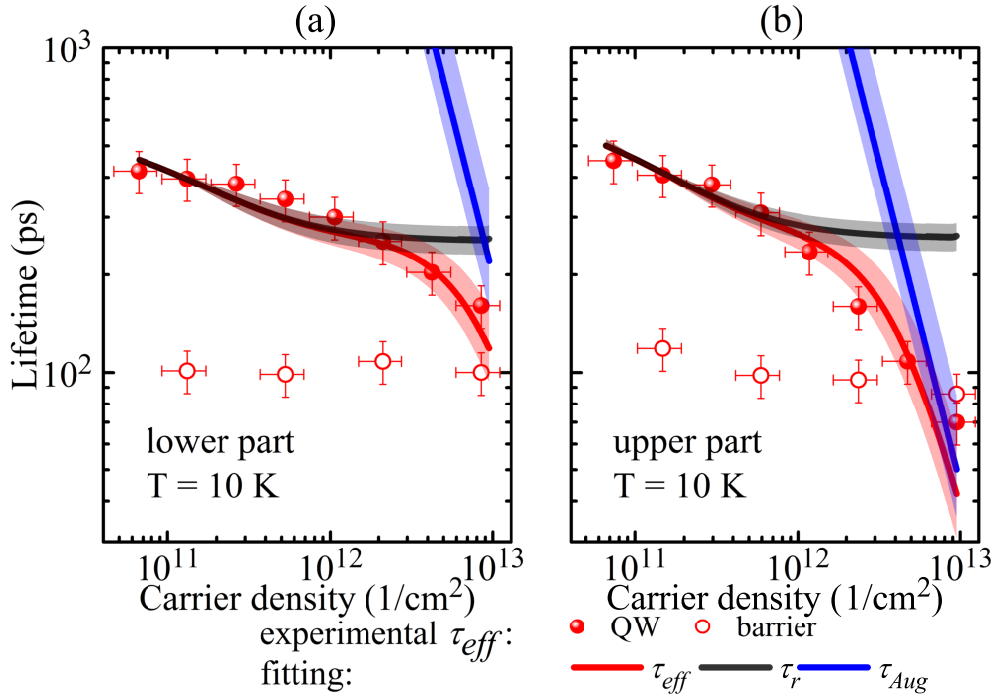 (a)
(b)
10³
10²
Lifetime (ps)
lower part
T = 10 K
upper part
T = 10 K
10¹¹ 10¹² 10¹³
10¹¹ 10¹² 10¹³
Carrier density (1/cm²)
Carrier density (1/cm²)
experimental τeff: QW barrier
fitting: τeff τr τAug